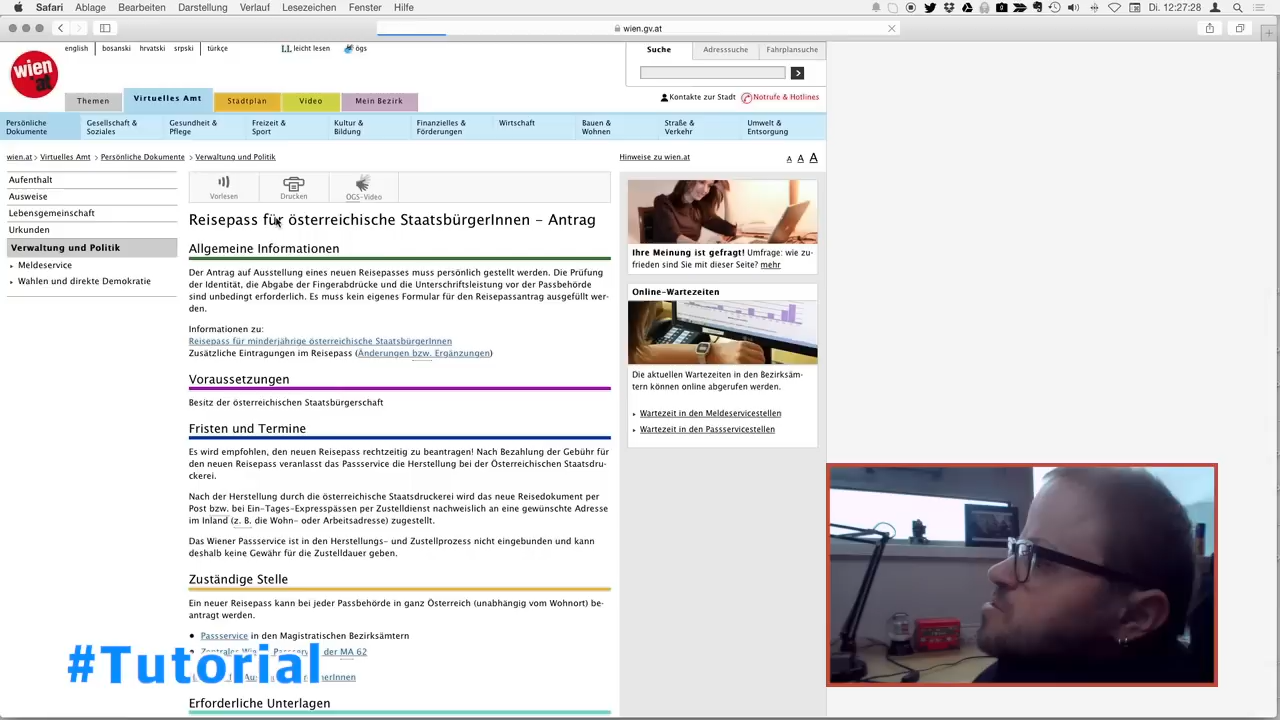 Safari Ablage Bearbeiten Darstellung Verlauf Lesezeichen Fenster Hilfe Di. 12:27:28
wien.gv.at
english bosanski hrvatski srpski türkçe LL leicht lesen ögs
wien.at
Suche Adresssuche Fahrplansuche
Themen Virtuelles Amt Stadtplan Video Mein Bezirk
Kontakte zur Stadt Notrufe & Hotlines
Persönliche Dokumente
Gesellschaft & Soziales
Gesundheit & Pflege
Freizeit & Sport
Kultur & Bildung
Finanzielles & Förderungen
Wirtschaft
Bauen & Wohnen
Straße & Verkehr
Umwelt & Entsorgung
wien.at > Virtuelles Amt > Persönliche Dokumente > Verwaltung und Politik
Hinweise zu wien.at A A A
Aufenthalt
Ausweise
Lebensgemeinschaft
Urkunden
Verwaltung und Politik
Meldeservice
Wahlen und direkte Demokratie
Vorlesen Drucken ÖGS-Video
Reisepass für österreichische StaatsbürgerInnen – Antrag
Allgemeine Informationen
Der Antrag auf Ausstellung eines neuen Reisepasses muss persönlich gestellt werden. Die Prüfung
der Identität, die Abgabe der Fingerabdrücke und die Unterschriftsleistung vor der Passbehörde
sind unbedingt erforderlich. Es muss kein eigenes Formular für den Reisepassantrag ausgefüllt wer-
den.
Informationen zu:
Reisepass für minderjährige österreichische StaatsbürgerInnen
Zusätzliche Eintragungen im Reisepass (Änderungen bzw. Ergänzungen)
Voraussetzungen
Besitz der österreichischen Staatsbürgerschaft
Fristen und Termine
Es wird empfohlen, den neuen Reisepass rechtzeitig zu beantragen! Nach Bezahlung der Gebühr für
den neuen Reisepass veranlasst das Passservice die Herstellung bei der Österreichischen Staatsdru-
ckerei.
Nach der Herstellung durch die österreichische Staatsdruckerei wird das neue Reisedokument per
Post bzw. bei Ein-Tages-Expresspässen per Zustelldienst nachweislich an eine gewünschte Adresse
im Inland (z. B. die Wohn- oder Arbeitsadresse) zugestellt.
Das Wiener Passservice ist in den Herstellungs- und Zustellprozess nicht eingebunden und kann
deshalb keine Gewähr für die Zustelldauer geben.
Zuständige Stelle
Ein neuer Reisepass kann bei jeder Passbehörde in ganz Österreich (unabhängig vom Wohnort) be-
antragt werden.
Passservice in den Magistratischen Bezirksämtern
der MA 62
Erforderliche Unterlagen
Ihre Meinung ist gefragt! Umfrage: wie zu-
frieden sind Sie mit dieser Seite? mehr
Online-Wartezeiten
Die aktuellen Wartezeiten in den Bezirksäm-
tern können online abgerufen werden.
Wartezeit in den Meldeservicestellen
Wartezeit in den Passservicestellen
#Tutorial